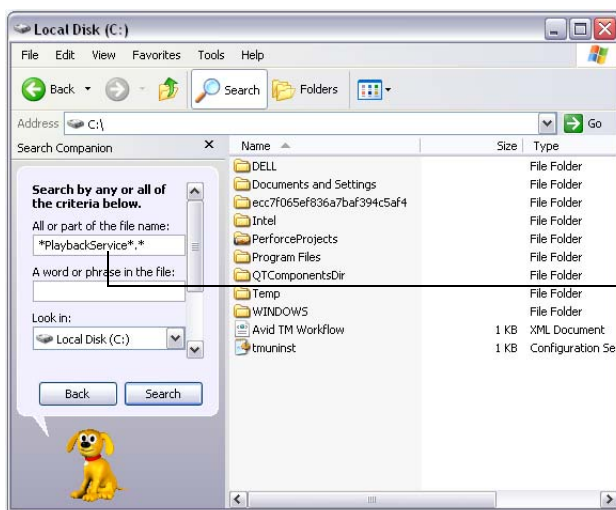 Local Disk (C:)
File Edit View Favorites Tools Help
Back Search Folders
Address C:\ Go
Search Companion X
Name Size Type
Search by any or all of
the criteria below.
All or part of the file name:
*PlaybackService*.*
A word or phrase in the file:
Look in:
Local Disk (C:)
Back Search
DELL File Folder
Documents and Settings File Folder
ecc7f065ef836a7baf394c5af4 File Folder
Intel File Folder
PerforceProjects File Folder
Program Files File Folder
QTComponentsDir File Folder
Temp File Folder
WINDOWS File Folder
Avid TM Workflow 1 KB XML Document
tmuninst 1 KB Configuration Se